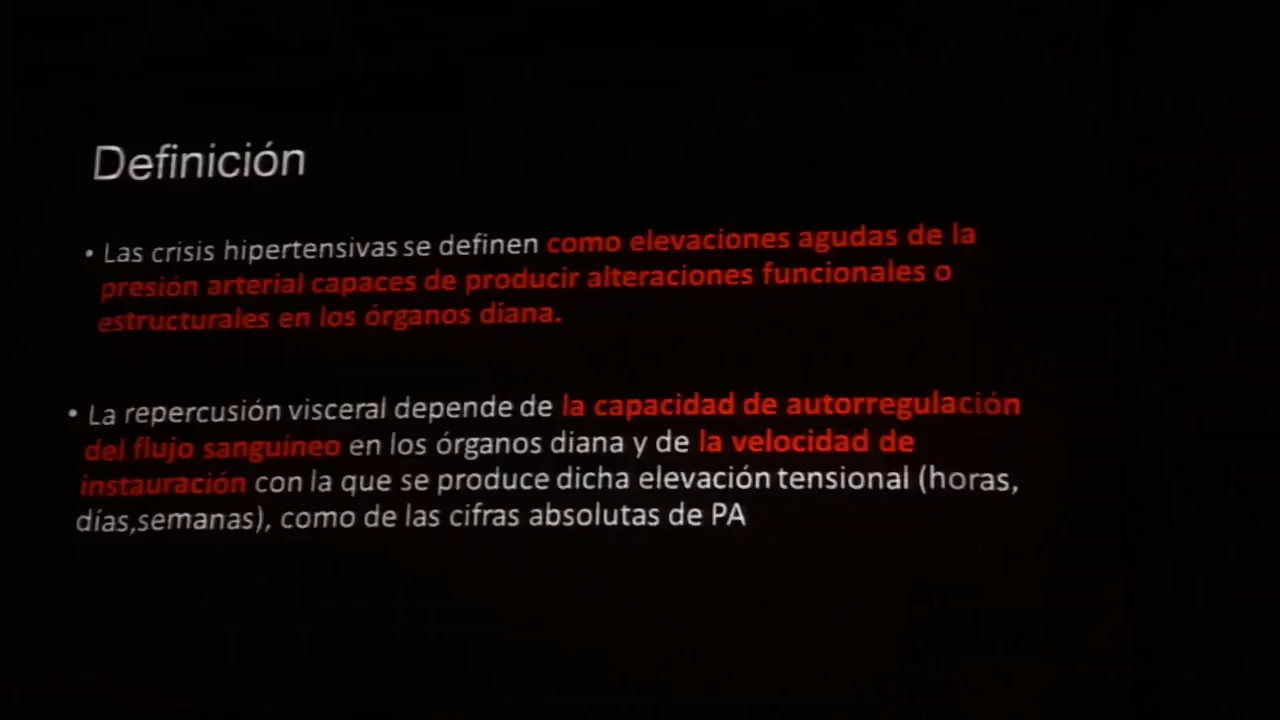 Definición
• Las crisis hipertensivas se definen como elevaciones agudas de la
presión arterial capaces de producir alteraciones funcionales o
estructurales en los órganos diana.
• La repercusión visceral depende de la capacidad de autorregulación
del flujo sanguíneo en los órganos diana y de la velocidad de
instauración con la que se produce dicha elevación tensional (horas,
días,semanas), como de las cifras absolutas de PA